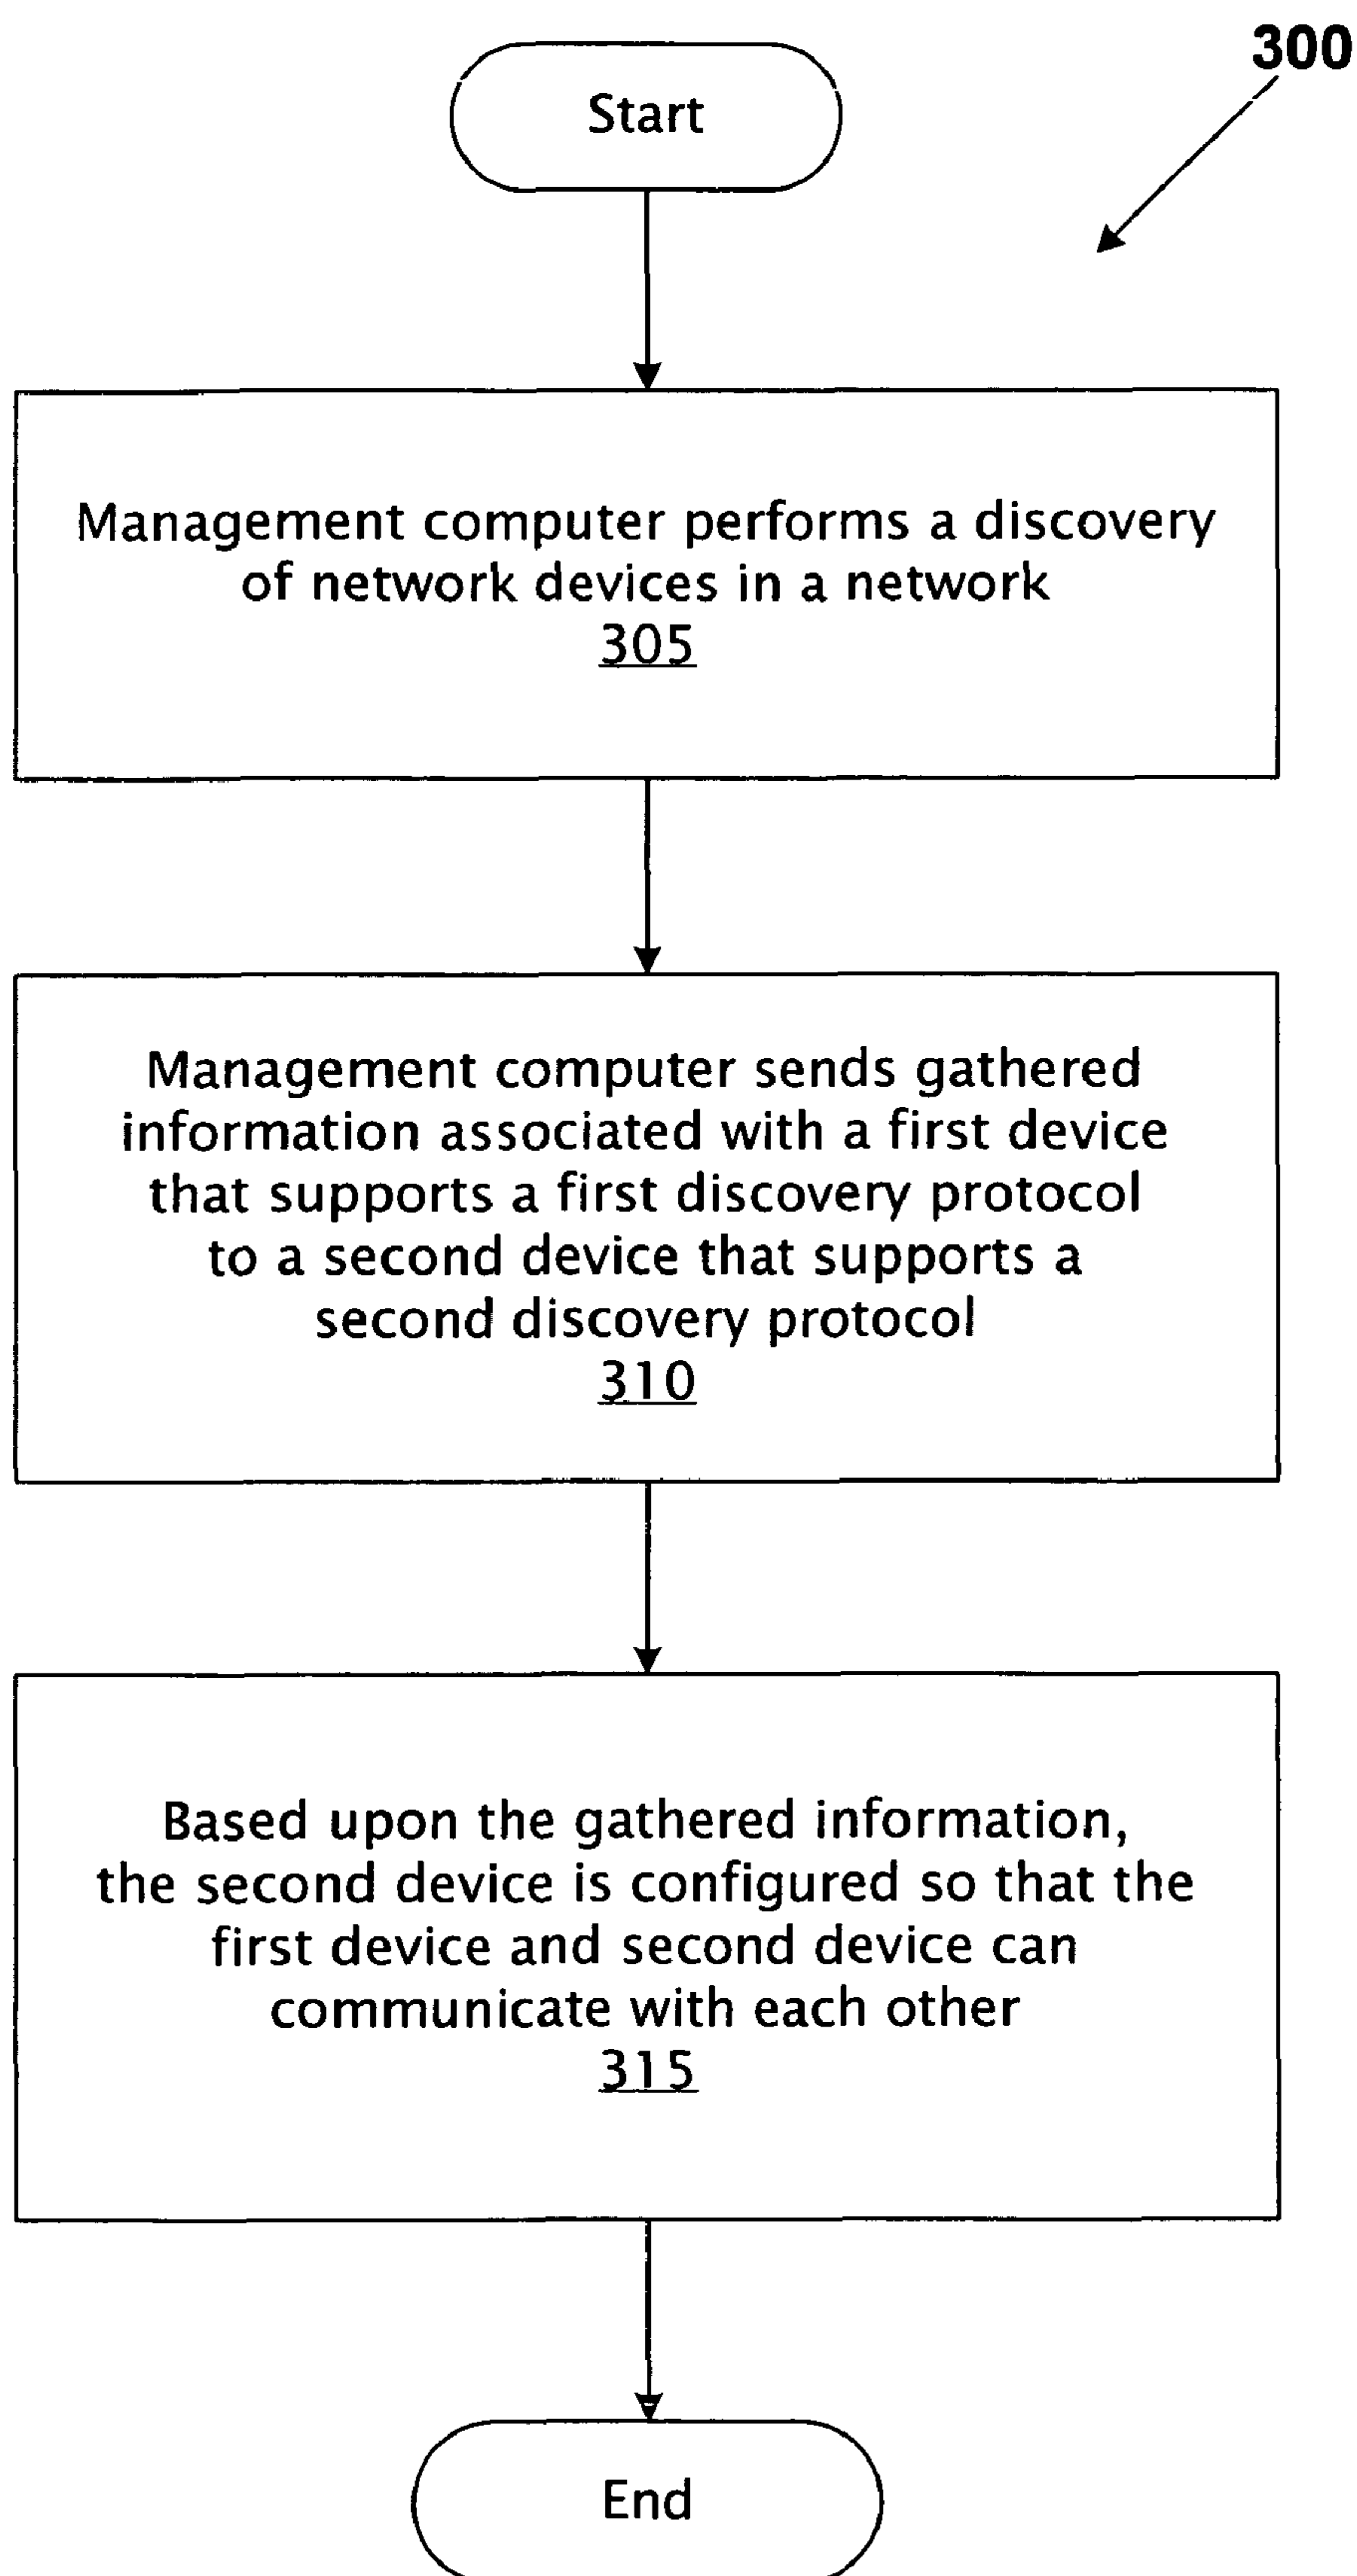 300
Start
Management computer performs a discovery
of network devices in a network
305
Management computer sends gathered
information associated with a first device
that supports a first discovery protocol
to a second device that supports a
second discovery protocol
310
Based upon the gathered information,
the second device is configured so that the
first device and second device can
communicate with each other
315
End